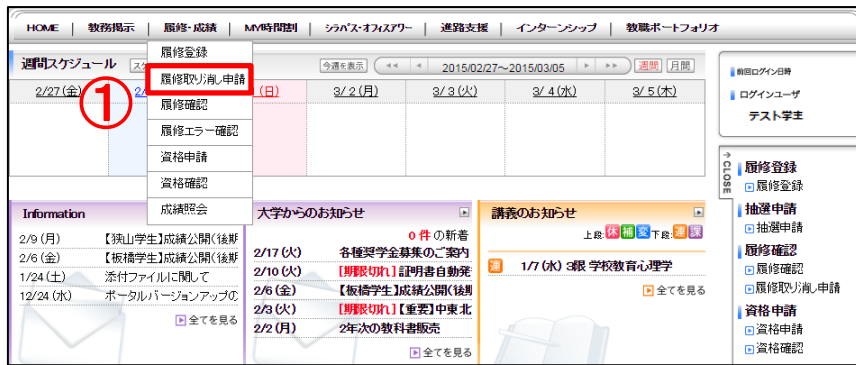 HOME | 教務掲示 | 履修・成績 | MY時間割 | シラバス・オフィスアワー | 進路支援 | インターンシップ | 教職ポートフォリオ
週間スケジュール
今週を表示 2015/02/27～2015/03/05 週間 月間
2/27(金) (日) 3/2(月) 3/3(火) 3/4(水) 3/5(木)
①
履修登録
履修取り消し申請
履修確認
履修エラー確認
資格申請
資格確認
成績照会
Information
2/9(月) 【狭山学生】成績公開(後期
2/6(金) 【板橋学生】成績公開(後期
1/24(土) 添付ファイルに関して
12/24(水) ポータルバージョンアップの
全てを見る
大学からのお知らせ
0 件 の新着
2/17(火) 各種奨学金募集のご案内
2/10(火) [期限切れ]証明書自動発
2/6(金) 【板橋学生】成績公開(後期
2/3(火) [期限切れ]【重要】中東北
2/2(月) 2年次の教科書販売
全てを見る
講義のお知らせ
上段:休 補 変 下段:連 課
連 1/7(水) 3限 学校教育心理学
全てを見る
前回ログイン日時
ログインユーザ
テスト学主
CLOSE
履修登録
履修登録
抽選申請
抽選申請
履修確認
履修確認
履修取り消し申請
資格申請
資格申請
資格確認